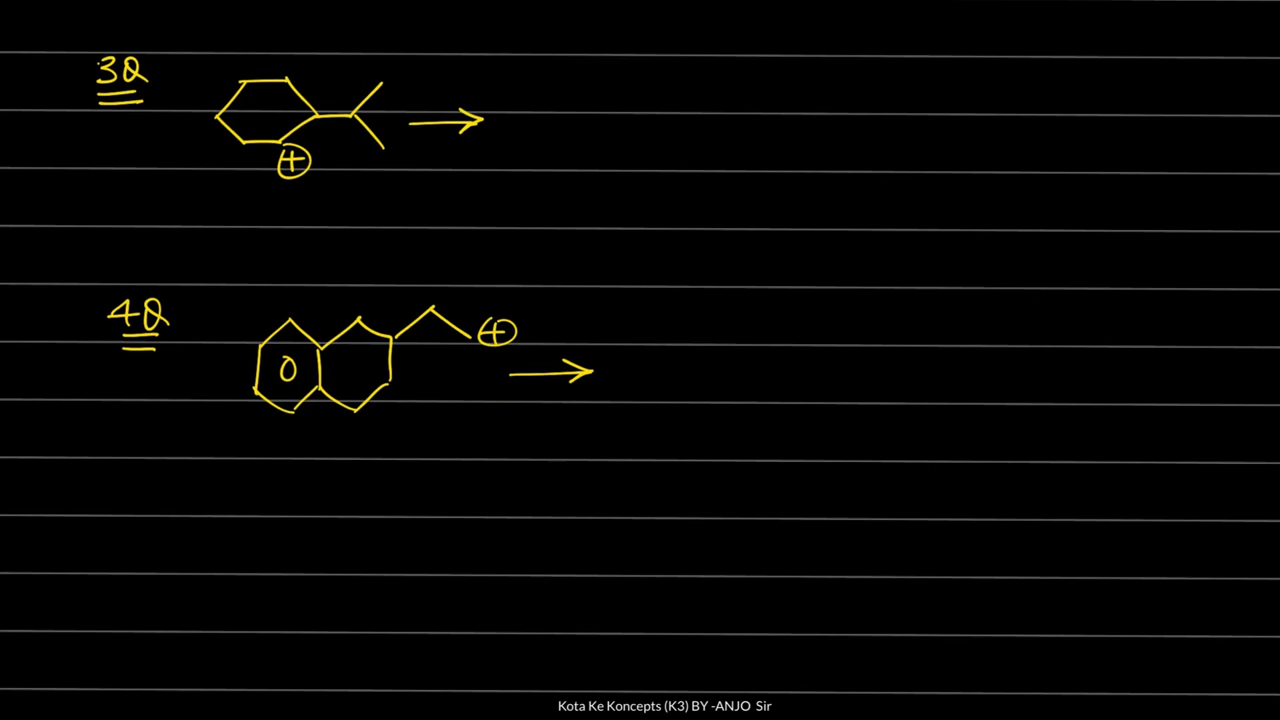 3Q
+
4Q
O
+
Kota Ke Koncepts (K3) BY -ANJO Sir